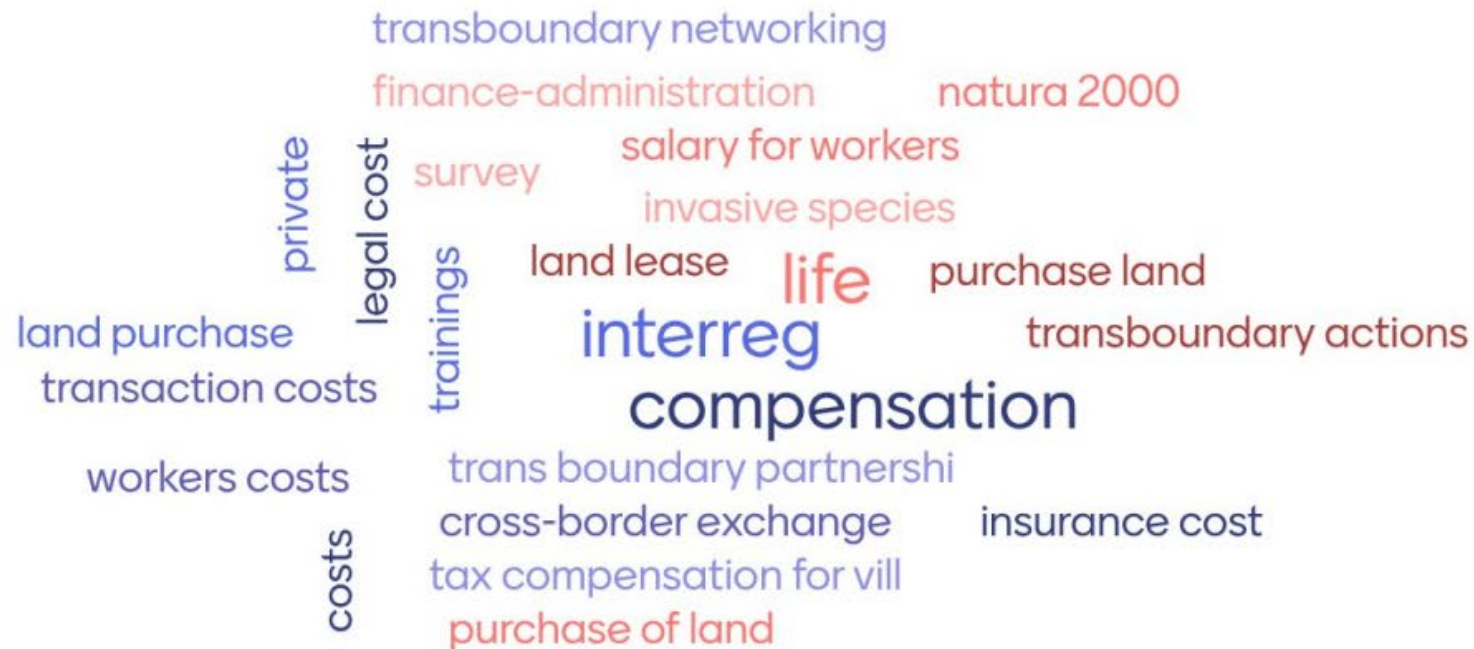 transboundary networking
finance-administration
natura 2000
private
legal cost
survey
salary for workers
invasive species
trainings
land lease
life
purchase land
land purchase
interreg
transboundary actions
transaction costs
compensation
workers costs
trans boundary partnershi
cross-border exchange
insurance cost
costs
tax compensation for vill
purchase of land